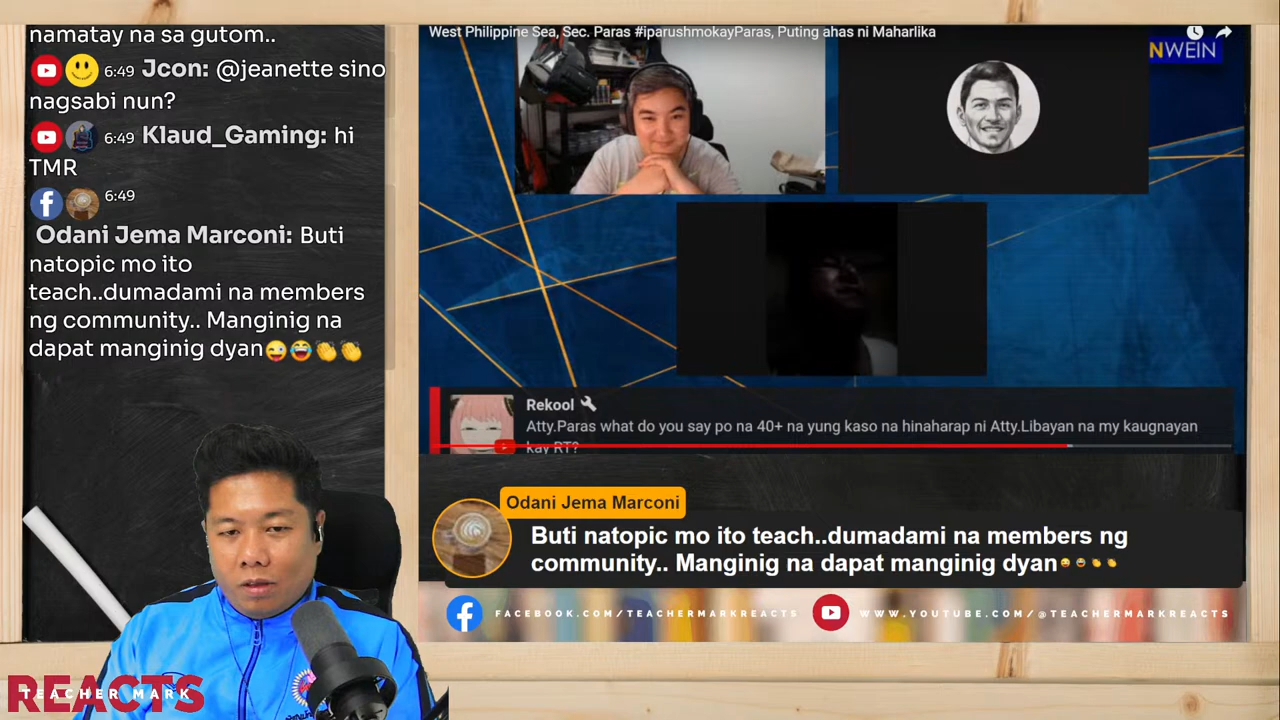 namatay na sa gutom..
6:49 Jcon: @jeanette sino
nagsabi nun?
6:49 Klaud_Gaming: hi
TMR
6:49
Odani Jema Marconi: Buti
natopic mo ito
teach..dumadami na members
ng community.. Manginig na
dapat manginig dyan😜😂👏👏
West Philippine Sea, Sec. Paras #iparushmokayParas, Puting ahas ni Maharlika
NWEIN
Rekool
Atty.Paras what do you say po na 40+ na yung kaso na hinaharap ni Atty.Libayan na my kaugnayan
kay RT?
Odani Jema Marconi
Buti natopic mo ito teach..dumadami na members ng
community.. Manginig na dapat manginig dyan😜😂👏👏
FACEBOOK.COM/TEACHERMARKREACTS
WWW.YOUTUBE.COM/@TEACHERMARKREACTS
TEACHER MARK
REACTS